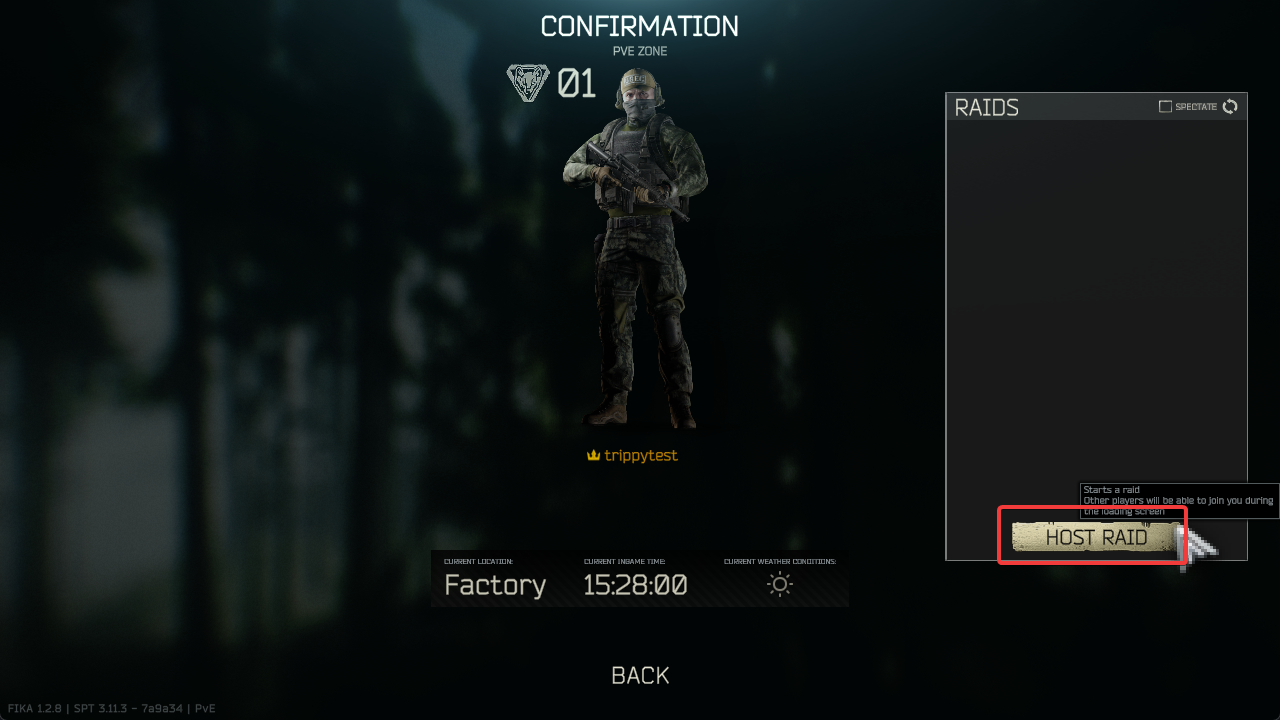 CONFIRMATION
PVE ZONE
01
RAIDS
SPECTATE
trippytest
Starts a raid
Other players will be able to join you during
the loading screen
HOST RAID
CURRENT LOCATION:
CURRENT INGAME TIME:
CURRENT WEATHER CONDITIONS:
Factory
15:28:00
BACK
FIKA 1.2.8 | SPT 3.11.3 - 7a9a34 | PvE